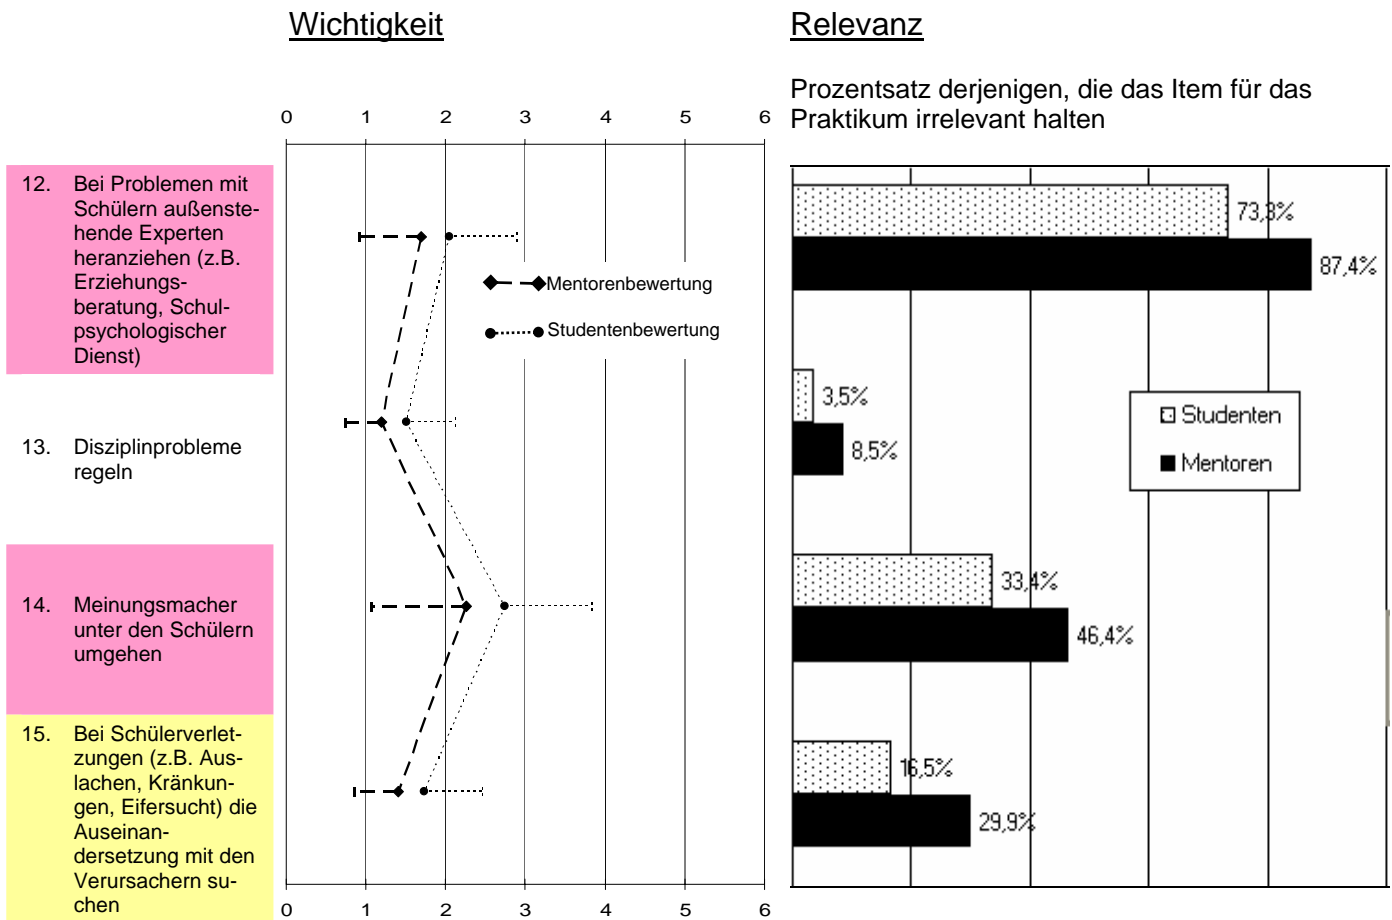 Wichtigkeit
Relevanz
Prozentsatz derjenigen, die das Item für das
Praktikum irrelevant halten
0 1 2 3 4 5 6
12. Bei Problemen mit
Schülern außenste-
hende Experten
heranziehen (z.B.
Erziehungs-
beratung, Schul-
psychologischer
Dienst)
13. Disziplinprobleme
regeln
14. Meinungsmacher
unter den Schülern
umgehen
15. Bei Schülerverlet-
zungen (z.B. Aus-
lachen, Kränkun-
gen, Eifersucht) die
Auseinan-
dersetzung mit den
Verursachern su-
chen
Mentorenbewertung
Studentenbewertung
0 1 2 3 4 5 6
73,3%
87,4%
3,5%
8,5%
Studenten
Mentoren
33,4%
46,4%
16,5%
29,9%